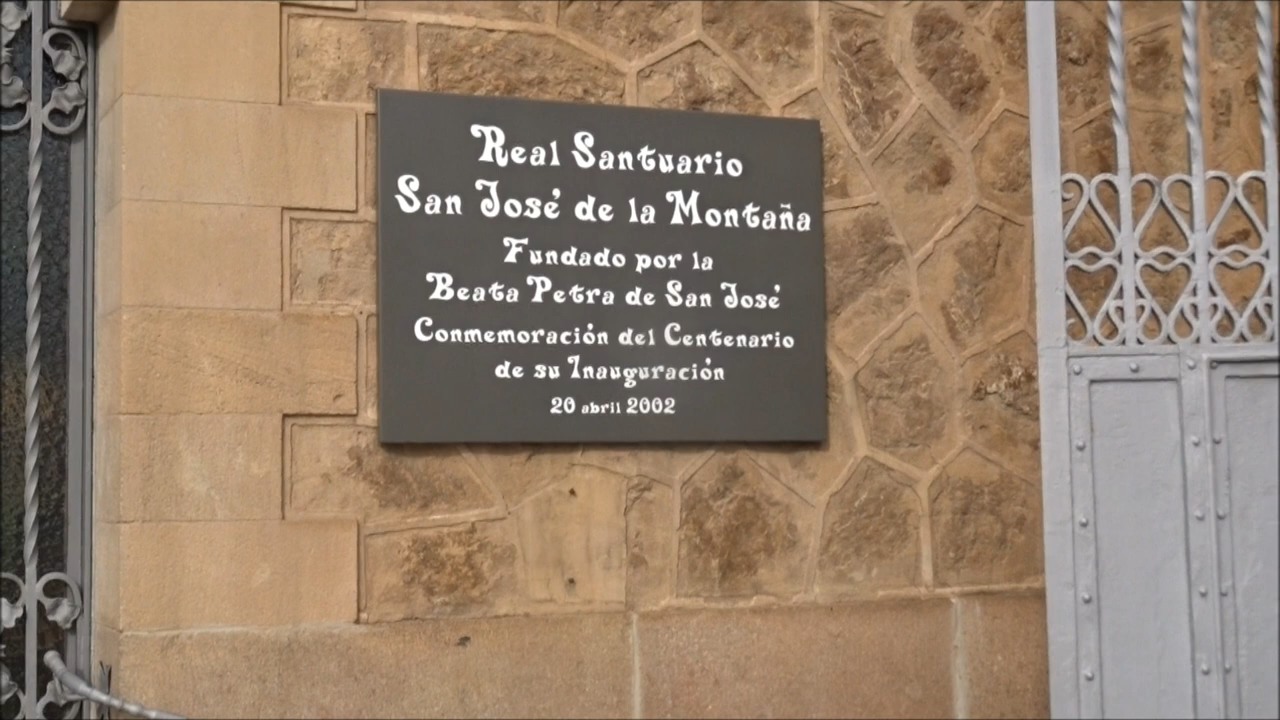 Real Santuario
San José de la Montaña
Fundado por la
Beata Petra de San José
Conmemoración del Centenario
de su Inauguración
20 abril 2002